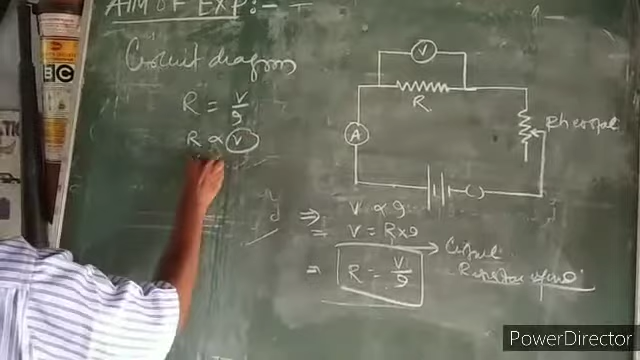 AIM OF EXP:-
Circuit diagram
R = V/I
R ∝ V
V
R
A
Rheostat
⇒ V ∝ I
= V = R×I
= R = V/I
PowerDirector